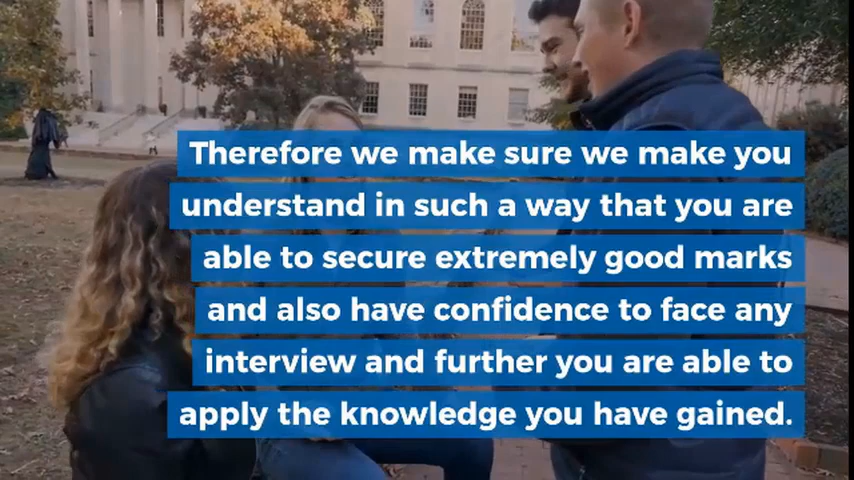 Therefore we make sure we make you
understand in such a way that you are
able to secure extremely good marks
and also have confidence to face any
interview and further you are able to
apply the knowledge you have gained.